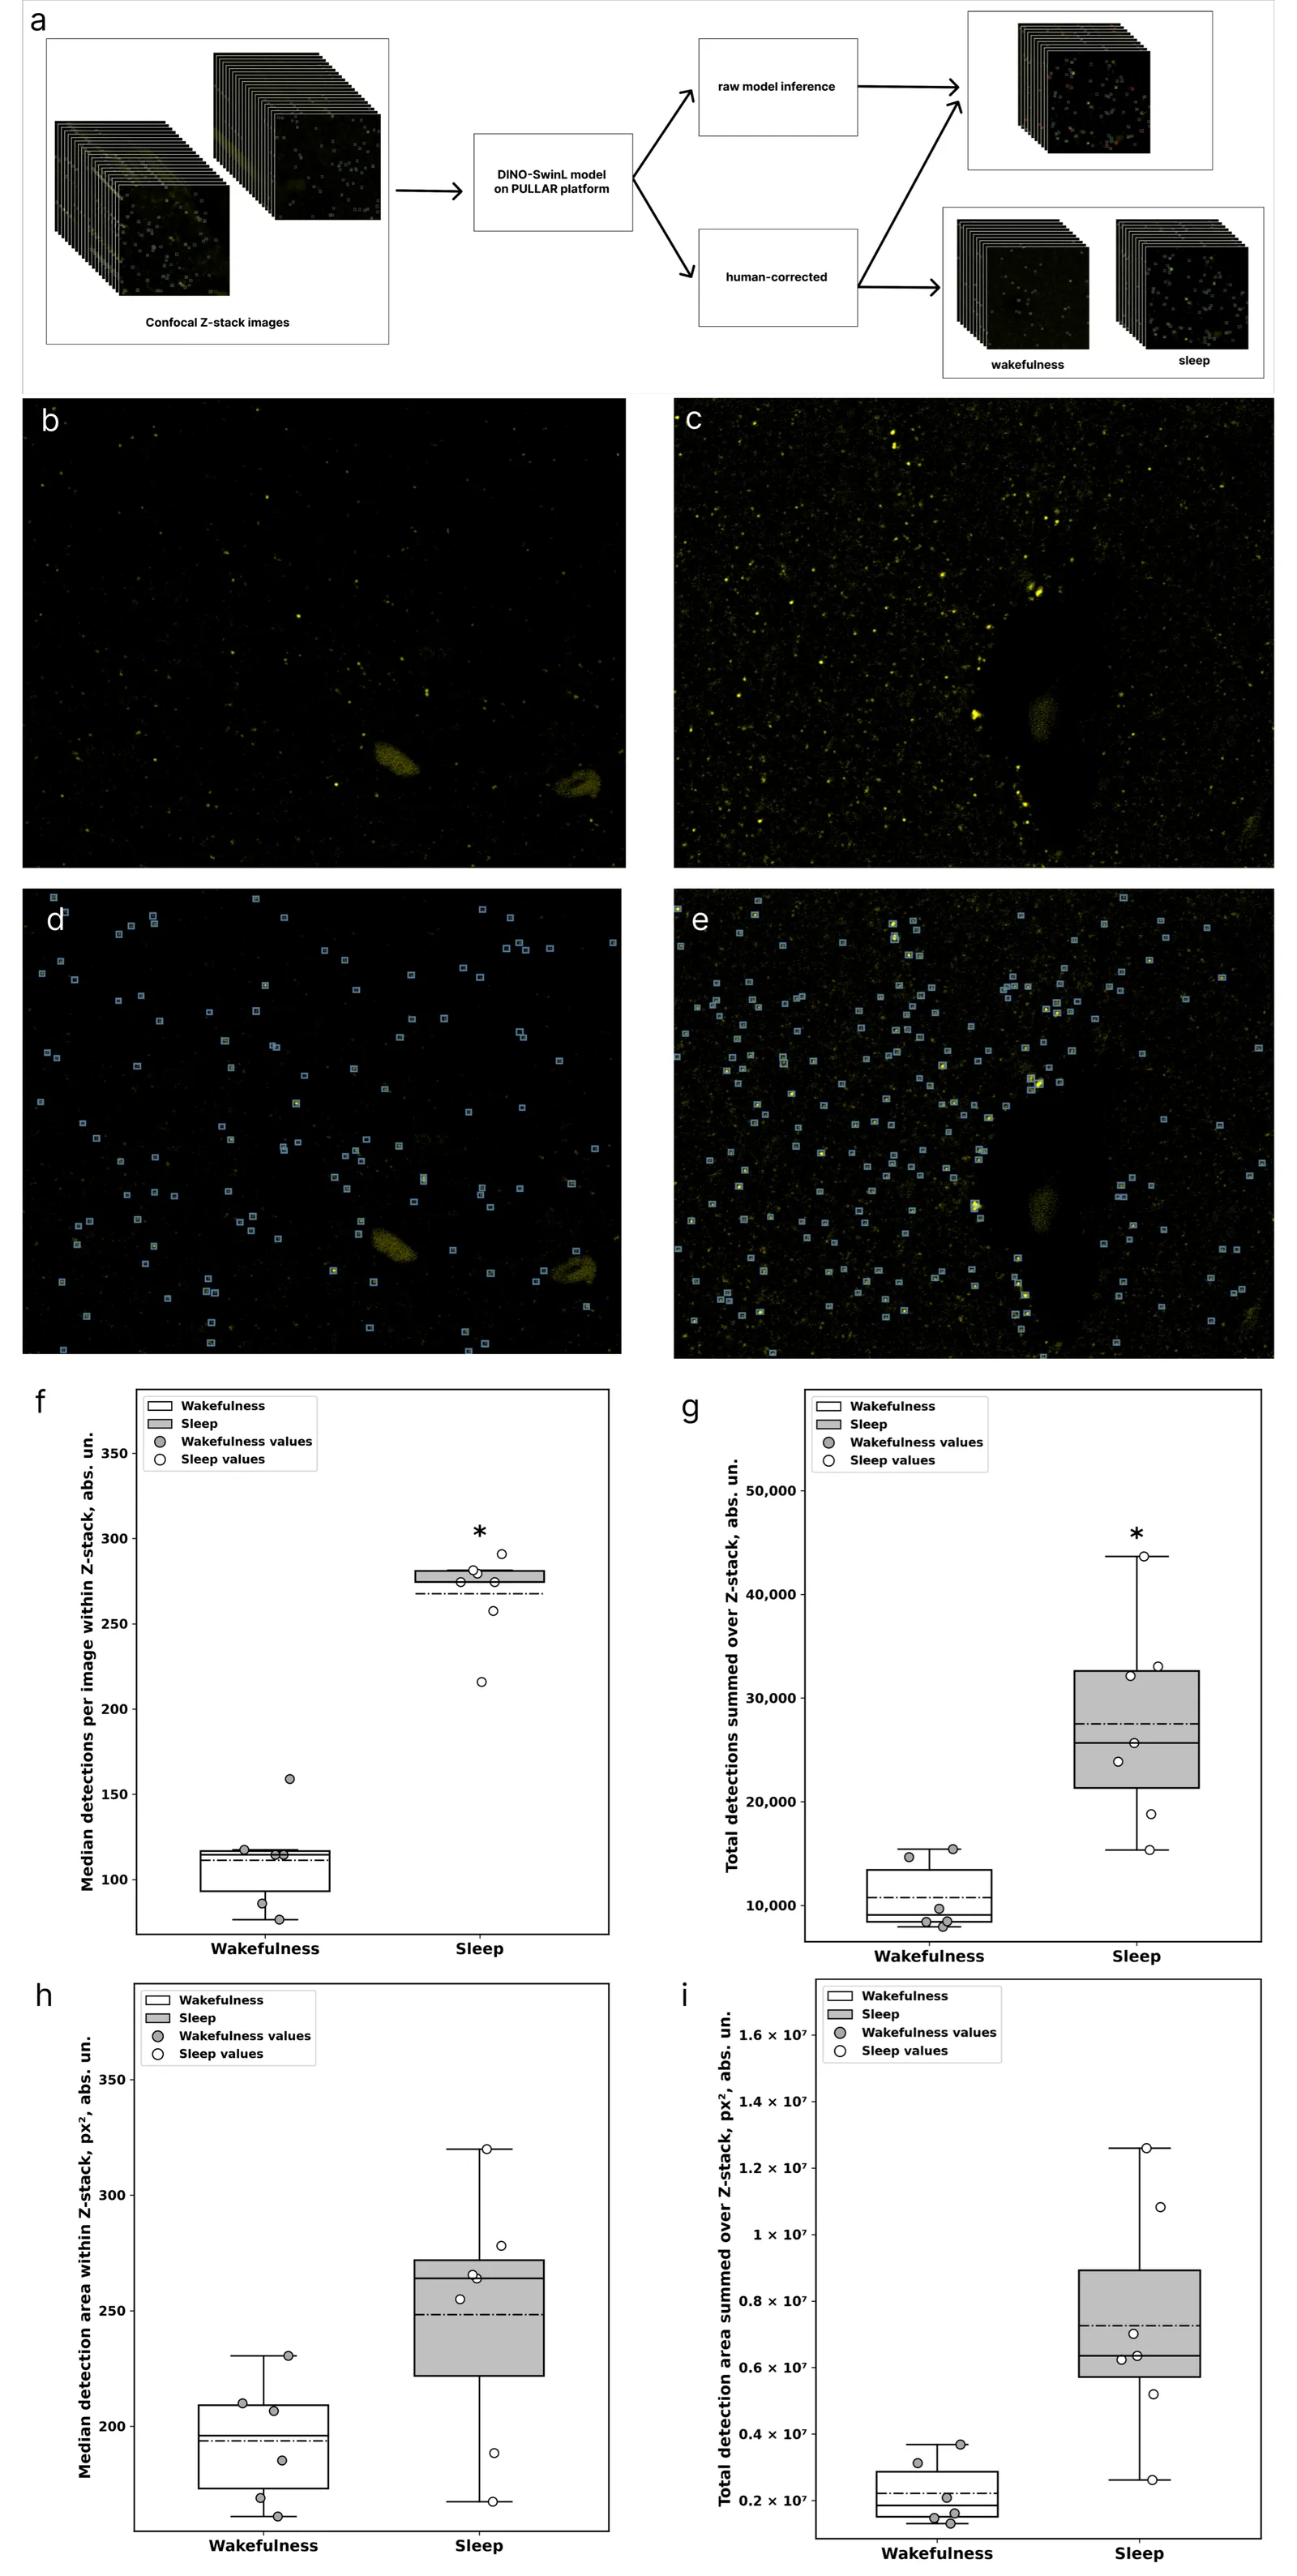 a
raw model inference
DINO-SwinL model
on PULLAR platform
human-corrected
Confocal Z-stack images
wakefulness
sleep
b
c
d
e
f
Wakefulness
Sleep
Wakefulness values
Sleep values
Median detections per image within Z-stack, abs. un.
350
300
250
200
150
100
*
Wakefulness
Sleep
g
Wakefulness
Sleep
Wakefulness values
Sleep values
Total detections summed over Z-stack, abs. un.
50,000
40,000
30,000
20,000
10,000
*
Wakefulness
Sleep
h
Wakefulness
Sleep
Wakefulness values
Sleep values
Median detection area within Z-stack, px², abs. un.
350
300
250
200
Wakefulness
Sleep
i
Wakefulness
Sleep
Wakefulness values
Sleep values
Total detection area summed over Z-stack, px², abs. un.
1.6 × 10⁷
1.4 × 10⁷
1.2 × 10⁷
1 × 10⁷
0.8 × 10⁷
0.6 × 10⁷
0.4 × 10⁷
0.2 × 10⁷
Wakefulness
Sleep